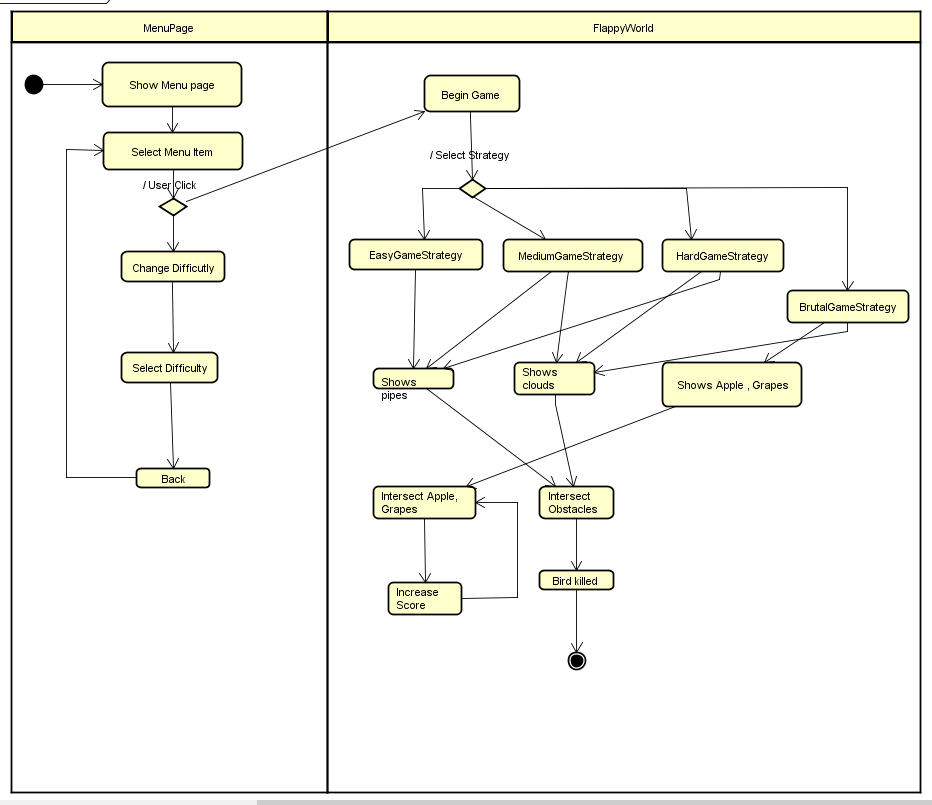 MenuPage
FlappyWorld
Show Menu page
Begin Game
Select Menu Item
/ Select Strategy
/ User Click
EasyGameStrategy
MediumGameStrategy
HardGameStrategy
Change Difficutly
BrutalGameStrategy
Select Difficulty
Shows
pipes
Shows
clouds
Shows Apple , Grapes
Back
Intersect Apple,
Grapes
Intersect
Obstacles
Increase
Score
Bird killed